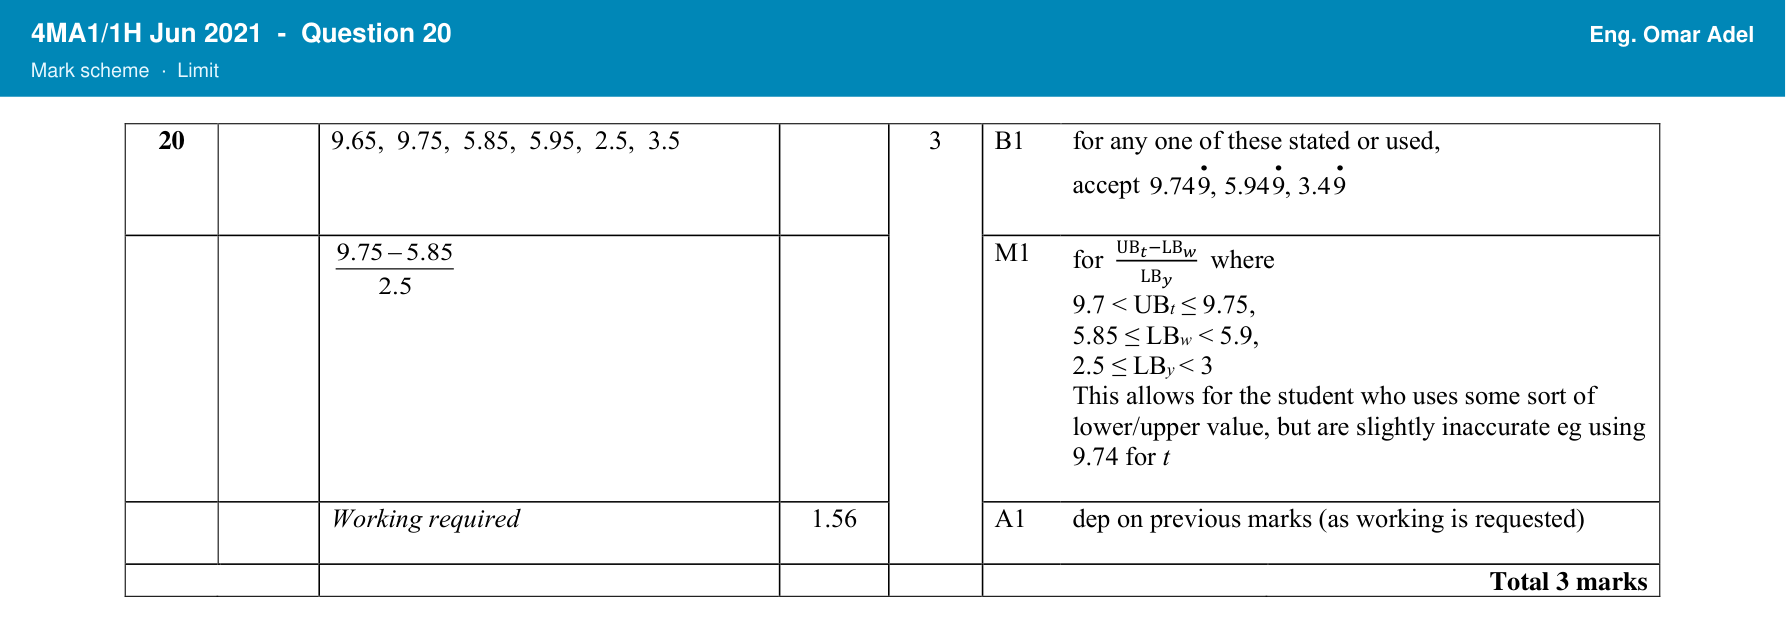 4MA1/1H Jun 2021 - Question 20
Eng. Omar Adel
Mark scheme · Limit
20 9.65, 9.75, 5.85, 5.95, 2.5, 3.5 3 B1 for any one of these stated or used,
accept 9.749̇, 5.949̇, 3.49̇
(9.75 – 5.85)/2.5 M1 for (UBₜ–LB_w)/LB_y where
9.7 < UBₜ ≤ 9.75,
5.85 ≤ LB_w < 5.9,
2.5 ≤ LB_y < 3
This allows for the student who uses some sort of
lower/upper value, but are slightly inaccurate eg using
9.74 for t
Working required 1.56 A1 dep on previous marks (as working is requested)
Total 3 marks